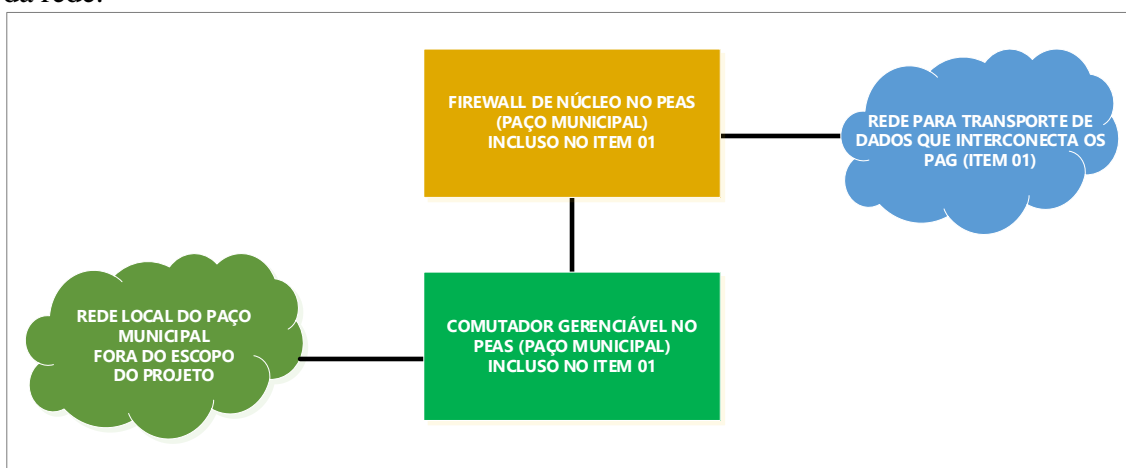 da rede.
FIREWALL DE NÚCLEO NO PEAS
(PAÇO MUNICIPAL)
INCLUSO NO ITEM 01
REDE PARA TRANSPORTE DE
DADOS QUE INTERCONECTA OS
PAG (ITEM 01)
REDE LOCAL DO PAÇO
MUNICIPAL
FORA DO ESCOPO
DO PROJETO
COMUTADOR GERENCIÁVEL NO
PEAS (PAÇO MUNICIPAL)
INCLUSO NO ITEM 01